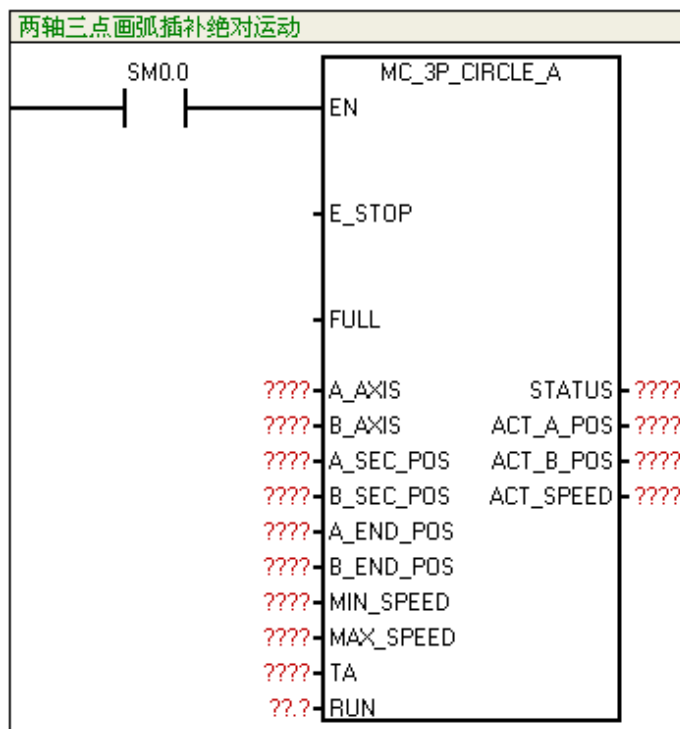 两轴三点画弧插补绝对运动
SM0.0
MC_3P_CIRCLE_A
EN
E_STOP
FULL
???? A_AXIS STATUS ????
???? B_AXIS ACT_A_POS ????
???? A_SEC_POS ACT_B_POS ????
???? B_SEC_POS ACT_SPEED ????
???? A_END_POS
???? B_END_POS
???? MIN_SPEED
???? MAX_SPEED
???? TA
??.? RUN